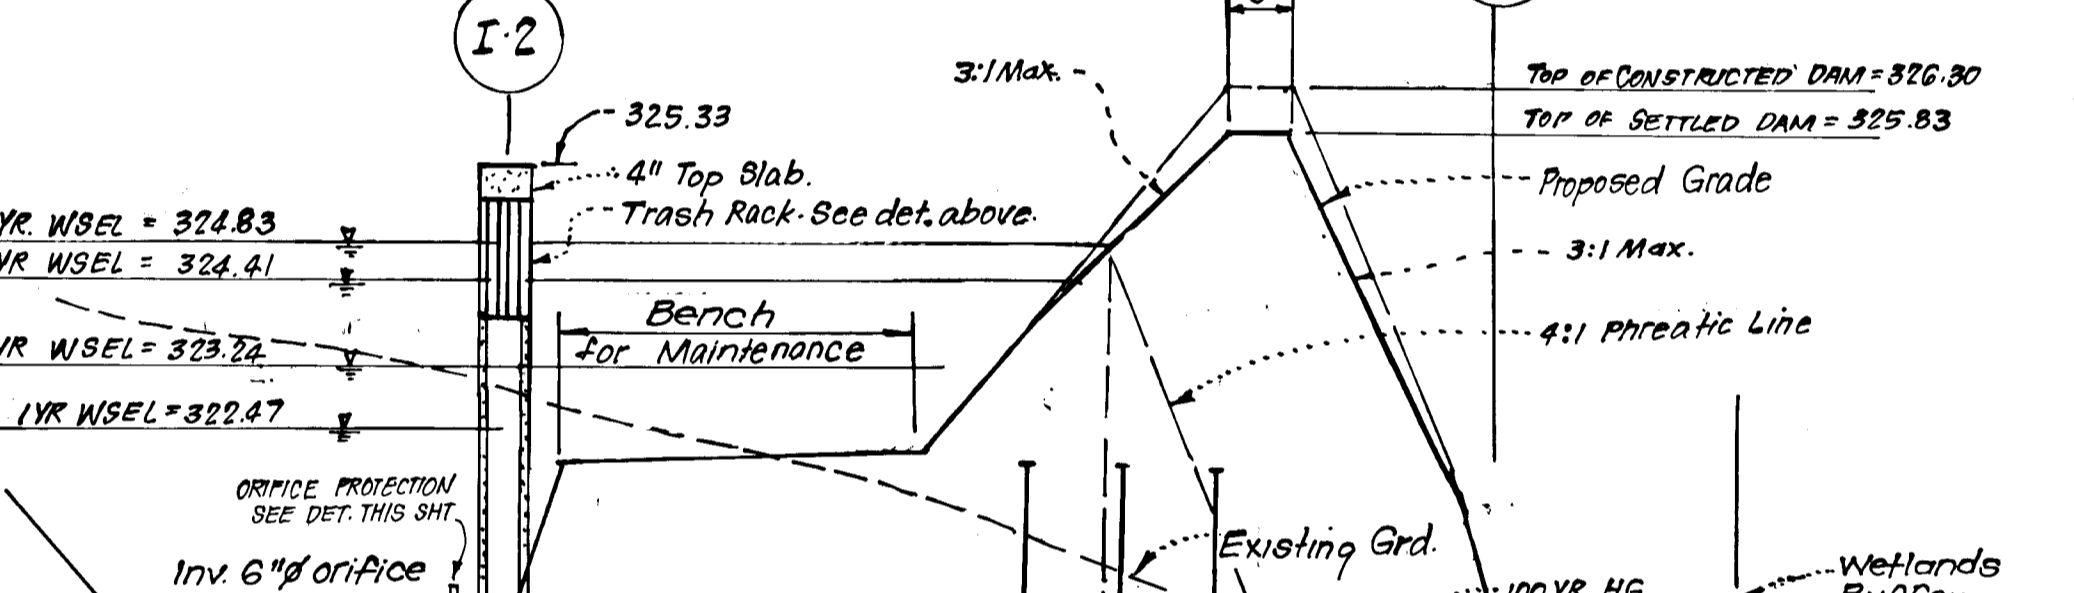 I-2
3:1 Max.
TOP OF CONSTRUCTED DAM = 326.30
325.33
TOP OF SETTLED DAM = 325.83
4" Top Slab.
Proposed Grade
Trash Rack. See det. above.
YR. WSEL = 324.83
3:1 Max.
YR WSEL = 324.41
Bench
for Maintenance
4:1 Phreatic Line
YR WSEL = 323.24
1YR WSEL = 322.47
ORIFICE PROTECTION
SEE DET. THIS SHT.
Existing Grd.
Inv. 6"ø orifice
Wetlands
100 YR HG